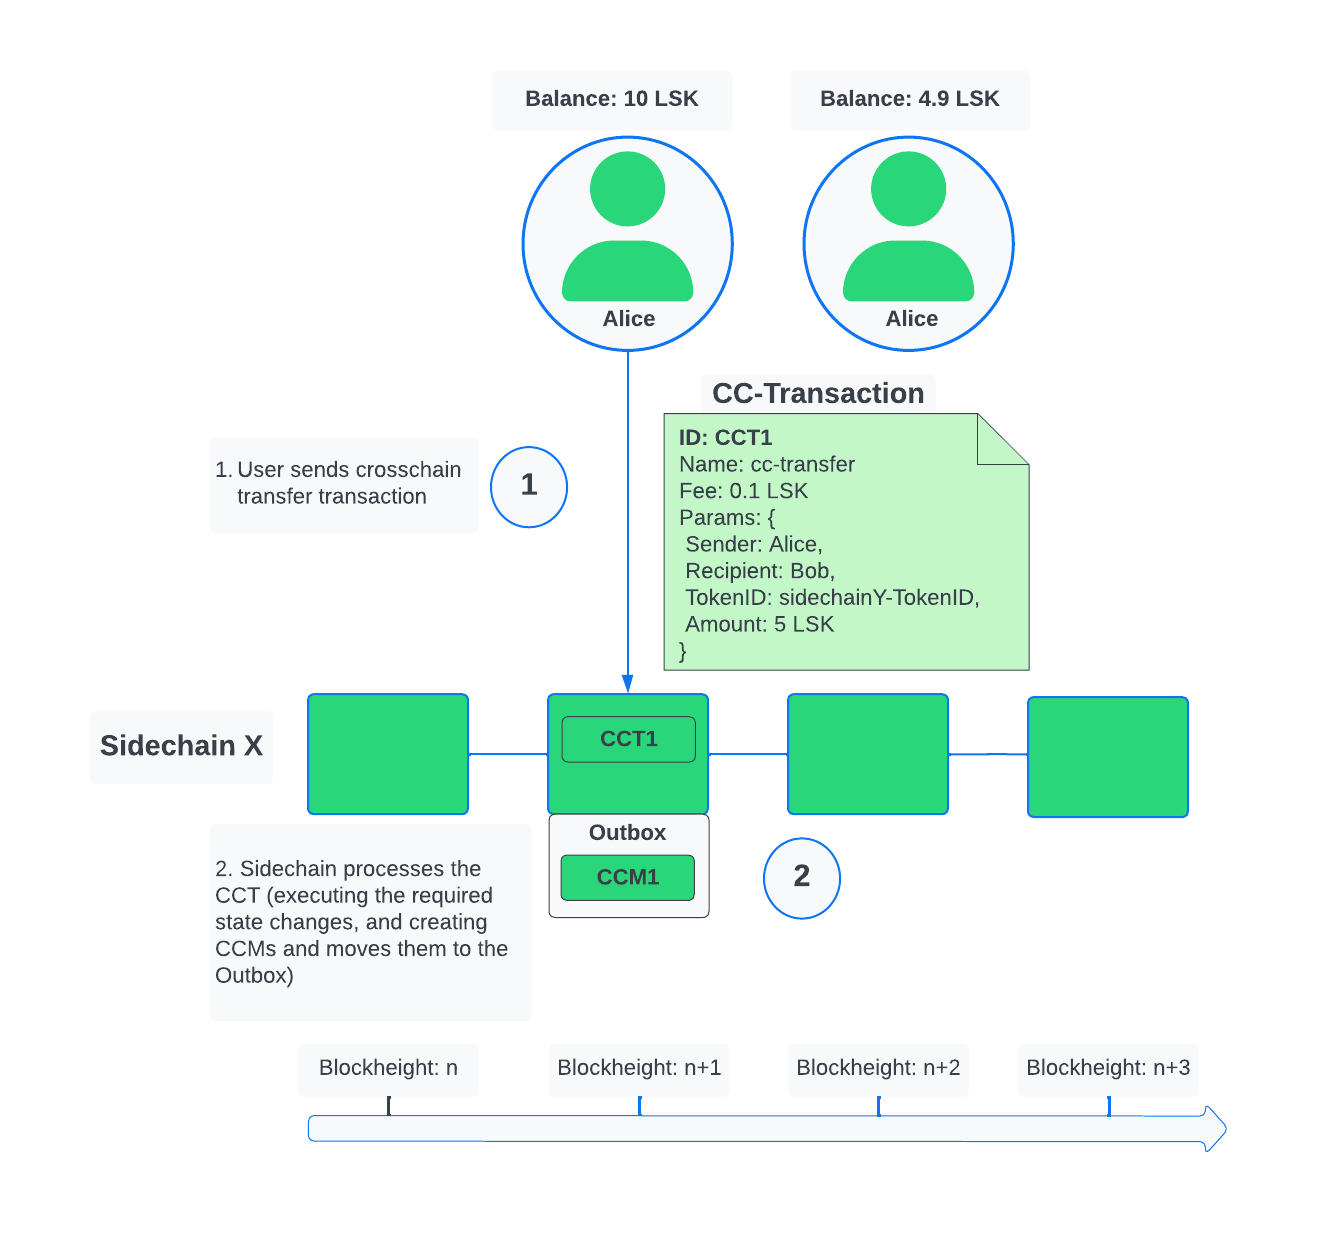 Balance: 10 LSK
Balance: 4.9 LSK
Alice
Alice
CC-Transaction
ID: CCT1
Name: cc-transfer
Fee: 0.1 LSK
Params: {
Sender: Alice,
Recipient: Bob,
TokenID: sidechainY-TokenID,
Amount: 5 LSK
}
1. User sends crosschain
transfer transaction
1
Sidechain X
CCT1
Outbox
CCM1
2
2. Sidechain processes the
CCT (executing the required
state changes, and creating
CCMs and moves them to the
Outbox)
Blockheight: n
Blockheight: n+1
Blockheight: n+2
Blockheight: n+3